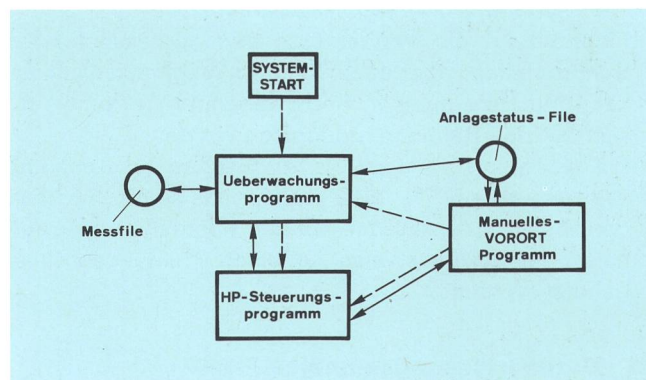 SYSTEM-
START
Anlagestatus - File
Ueberwachungs-
programm
Messfile
Manuelles-
VORORT
Programm
HP-Steuerungs-
programm